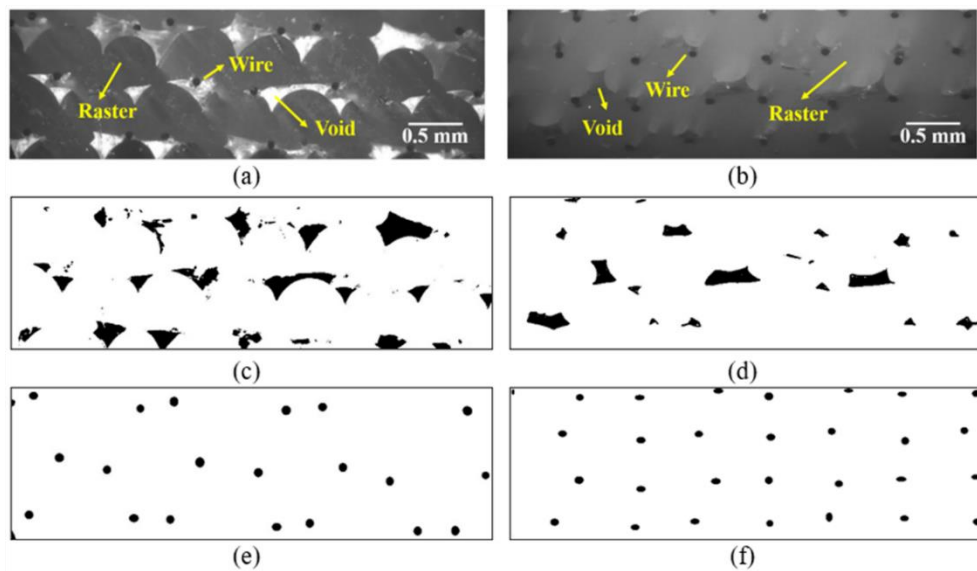 Wire
Raster
Void
0.5 mm
(a)
Wire
Void
Raster
0.5 mm
(b)
(c)
(d)
(e)
(f)